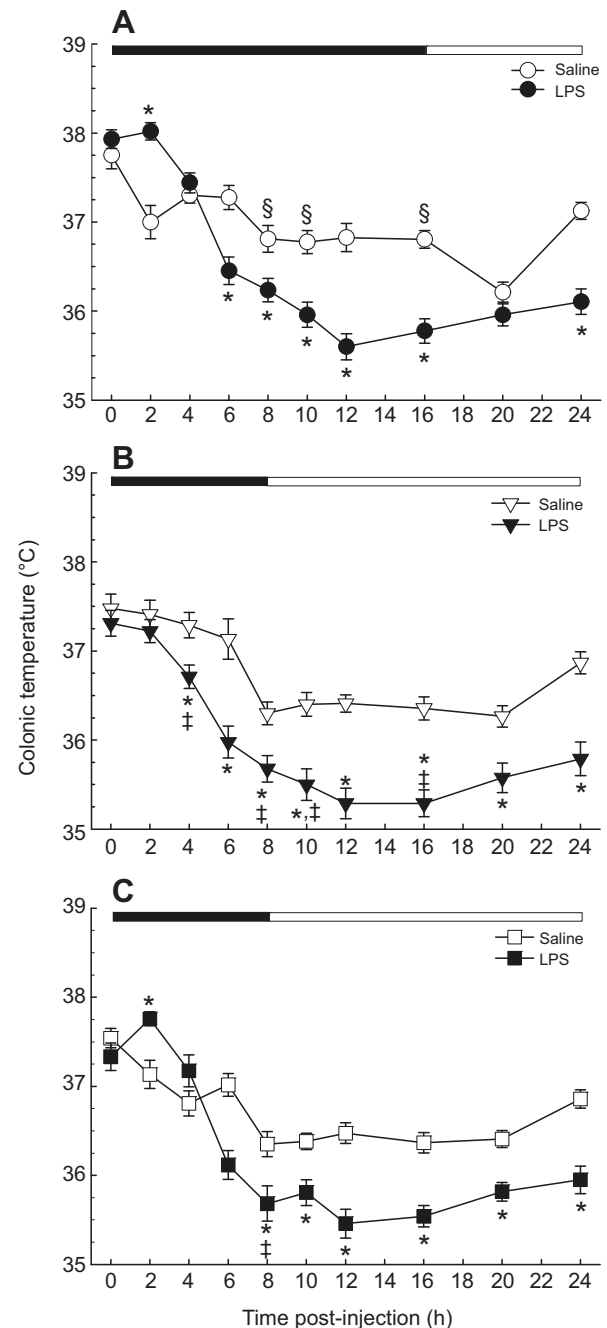 A
39
38
37
36
35
Saline
LPS
*
§ § §
* * * * * *
0 2 4 6 8 10 12 14 16 18 20 22 24
B
39
38
37
36
35
Saline
LPS
*
‡
*
*
‡
*,‡
*
*
‡
*
*
0 2 4 6 8 10 12 14 16 18 20 22 24
C
39
38
37
36
35
Saline
LPS
*
*
‡
* * * * *
0 2 4 6 8 10 12 14 16 18 20 22 24
Colonic temperature (°C)
Time post-injection (h)